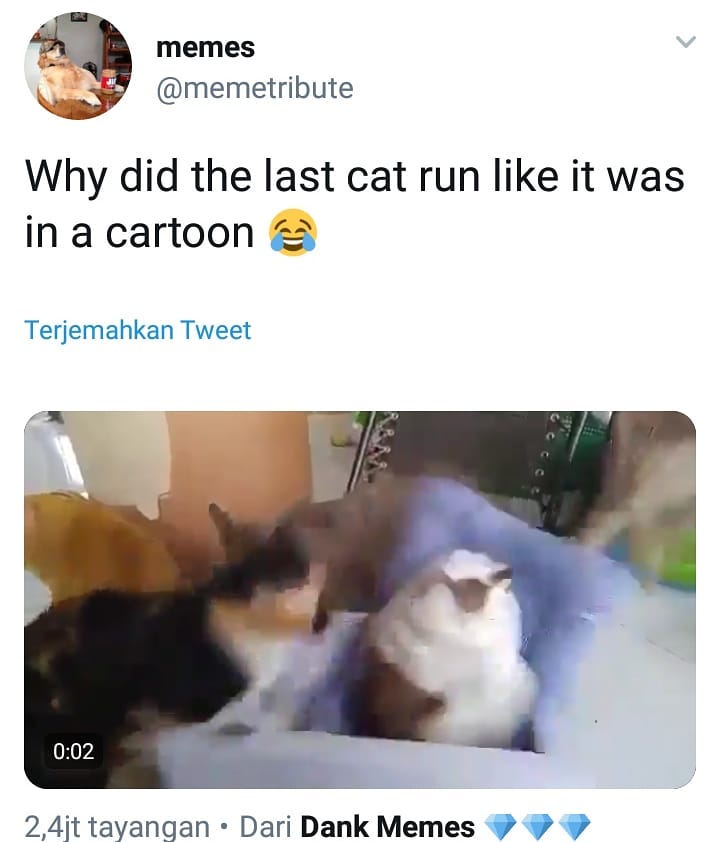 memes
@memetribute
Why did the last cat run like it was
in a cartoon 😂
Terjemahkan Tweet
0:02
2,4jt tayangan • Dari Dank Memes 💎💎💎